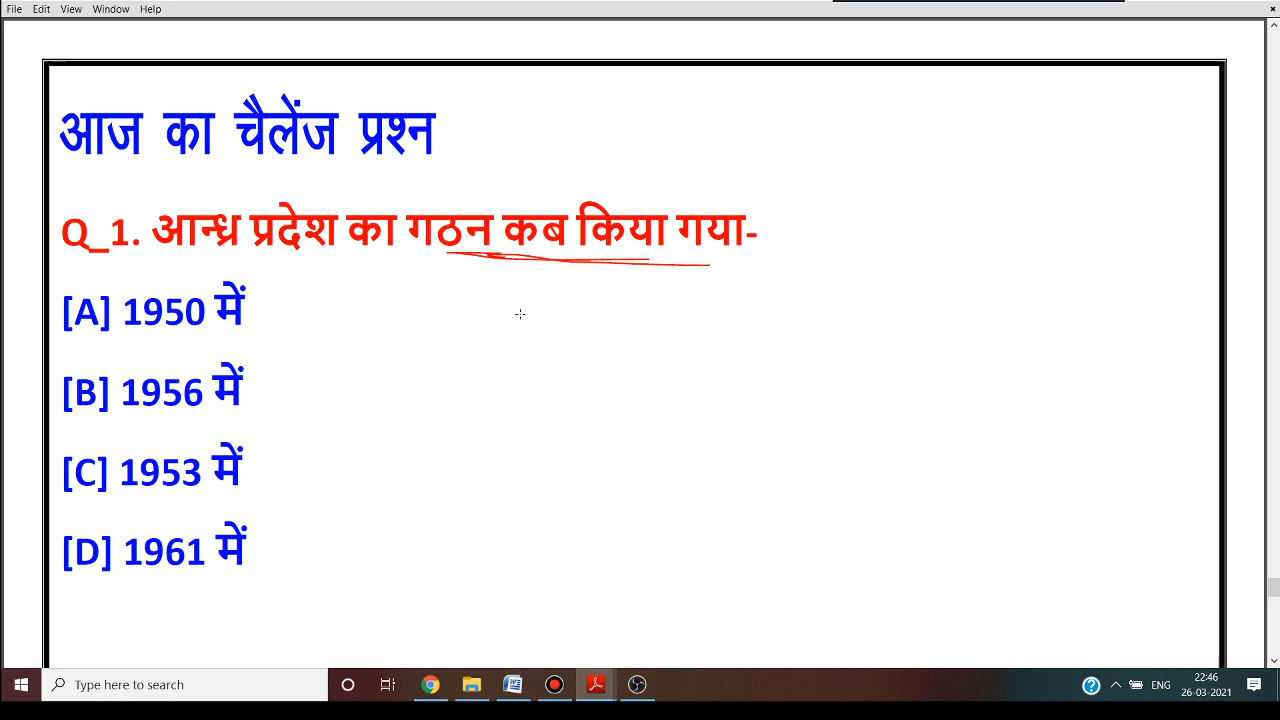 File Edit View Window Help
आज का चैलेंज प्रश्न
Q_1. आन्ध्र प्रदेश का गठन कब किया गया-
[A] 1950 में
[B] 1956 में
[C] 1953 में
[D] 1961 में
Type here to search
ENG
22:46
26-03-2021